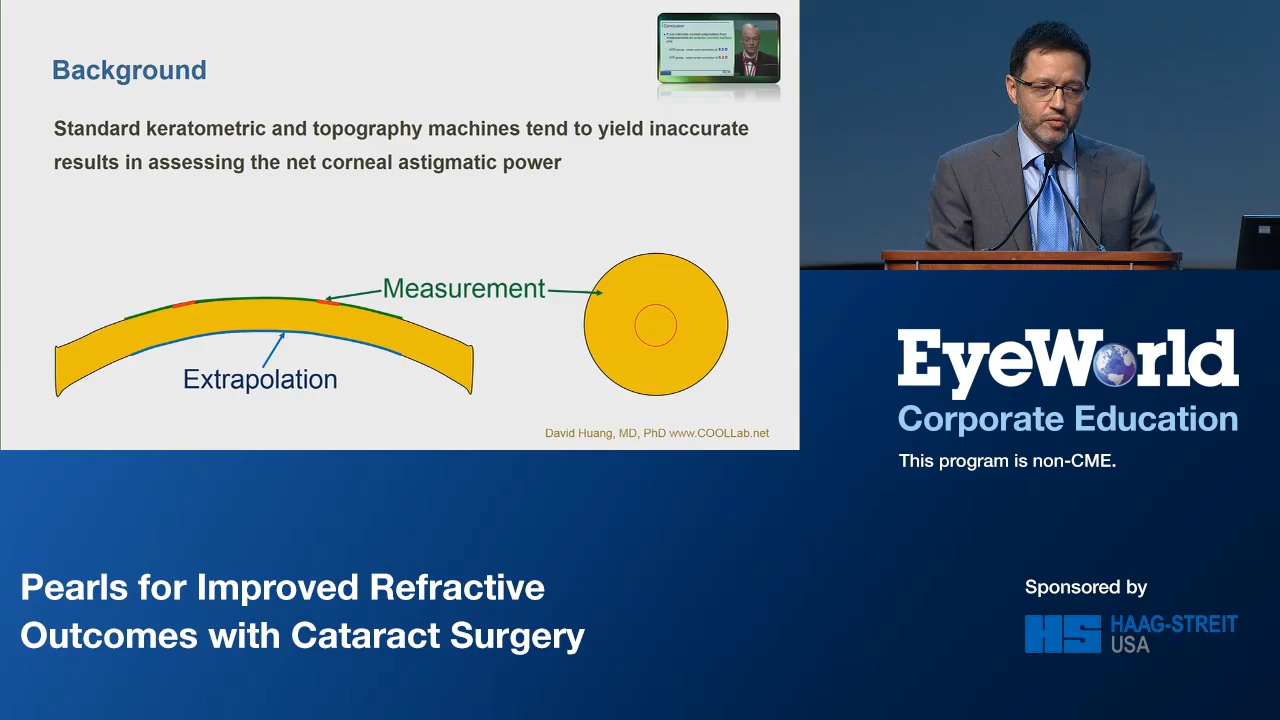 Background
Standard keratometric and topography machines tend to yield inaccurate
results in assessing the net corneal astigmatic power
Measurement
Extrapolation
David Huang, MD, PhD www.COOLLab.net
Conclusion
EyeWorld
Corporate Education
This program is non-CME.
Pearls for Improved Refractive
Outcomes with Cataract Surgery
Sponsored by
HS HAAG-STREIT
USA